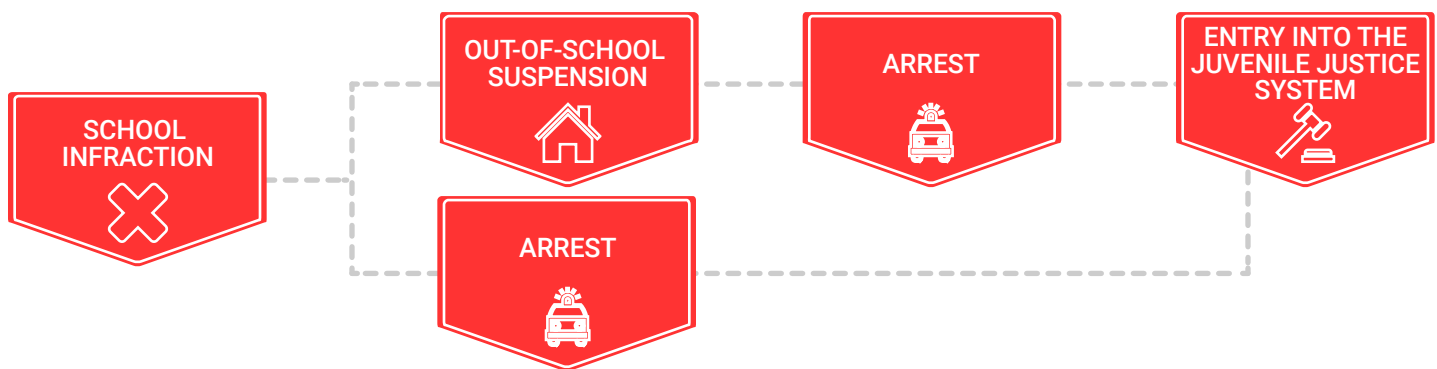 SCHOOL
INFRACTION
OUT-OF-SCHOOL
SUSPENSION
ARREST
ENTRY INTO THE
JUVENILE JUSTICE
SYSTEM
ARREST